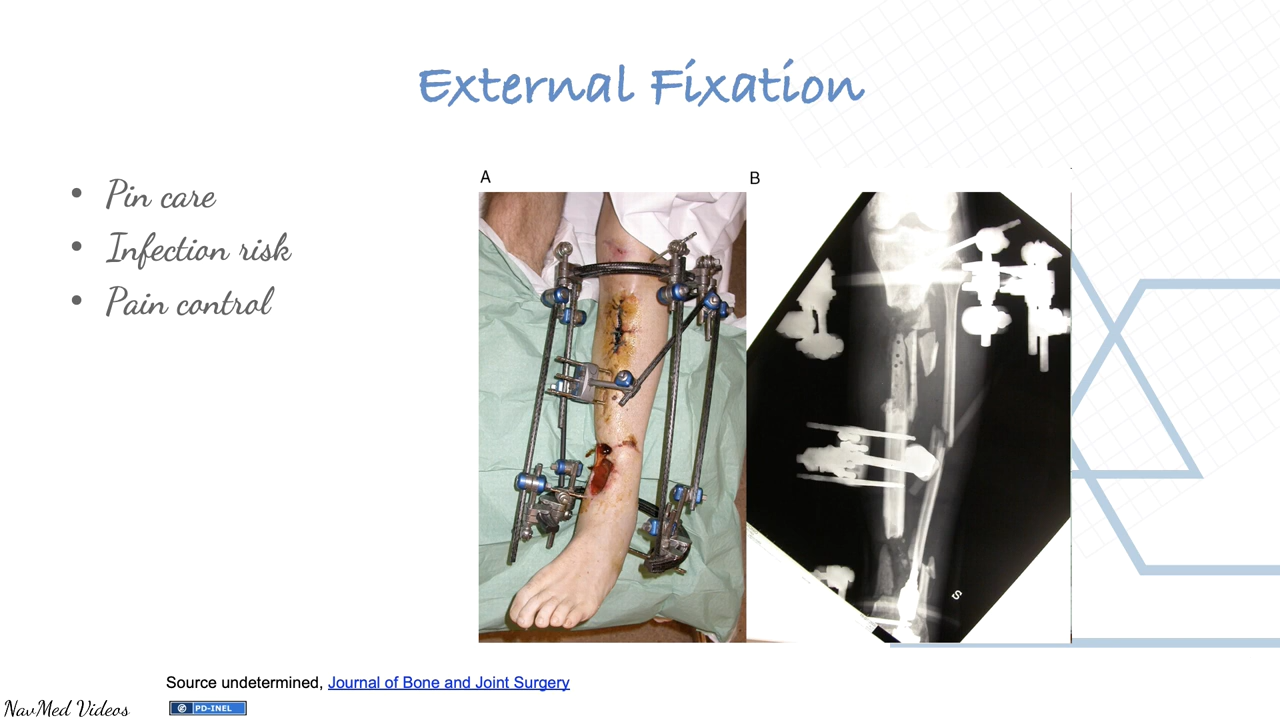 External Fixation
• Pin care
• Infection risk
• Pain control
A
B
S
Source undetermined, Journal of Bone and Joint Surgery
NavMed Videos
PD-INEL